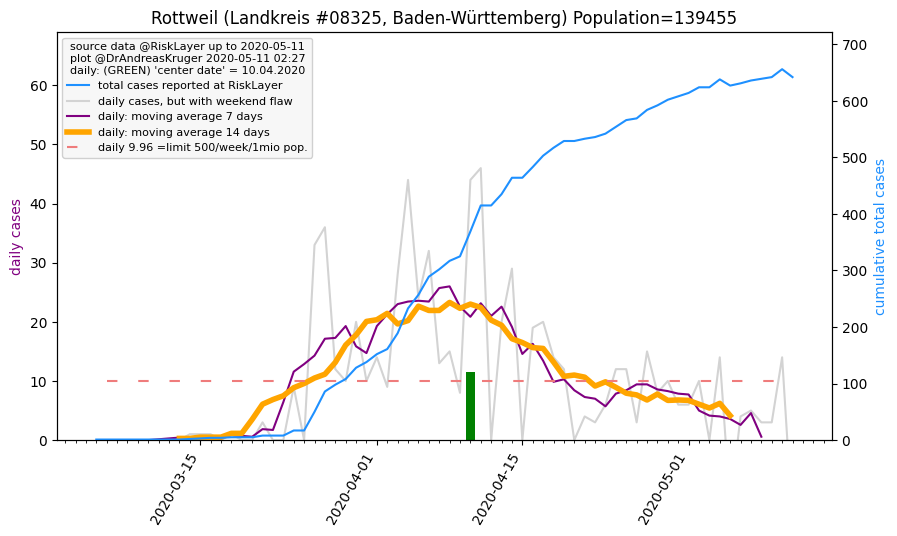 Rottweil (Landkreis #08325, Baden-Württemberg) Population=139455
source data @RiskLayer up to 2020-05-11
plot @DrAndreasKruger 2020-05-11 02:27
daily: (GREEN) 'center date' = 10.04.2020
total cases reported at RiskLayer
daily cases, but with weekend flaw
daily: moving average 7 days
daily: moving average 14 days
daily 9.96 =limit 500/week/1mio pop.
daily cases
60
50
40
30
20
10
0
700
600
500
400
300
200
100
0
cumulative total cases
2020-03-15
2020-04-01
2020-04-15
2020-05-01